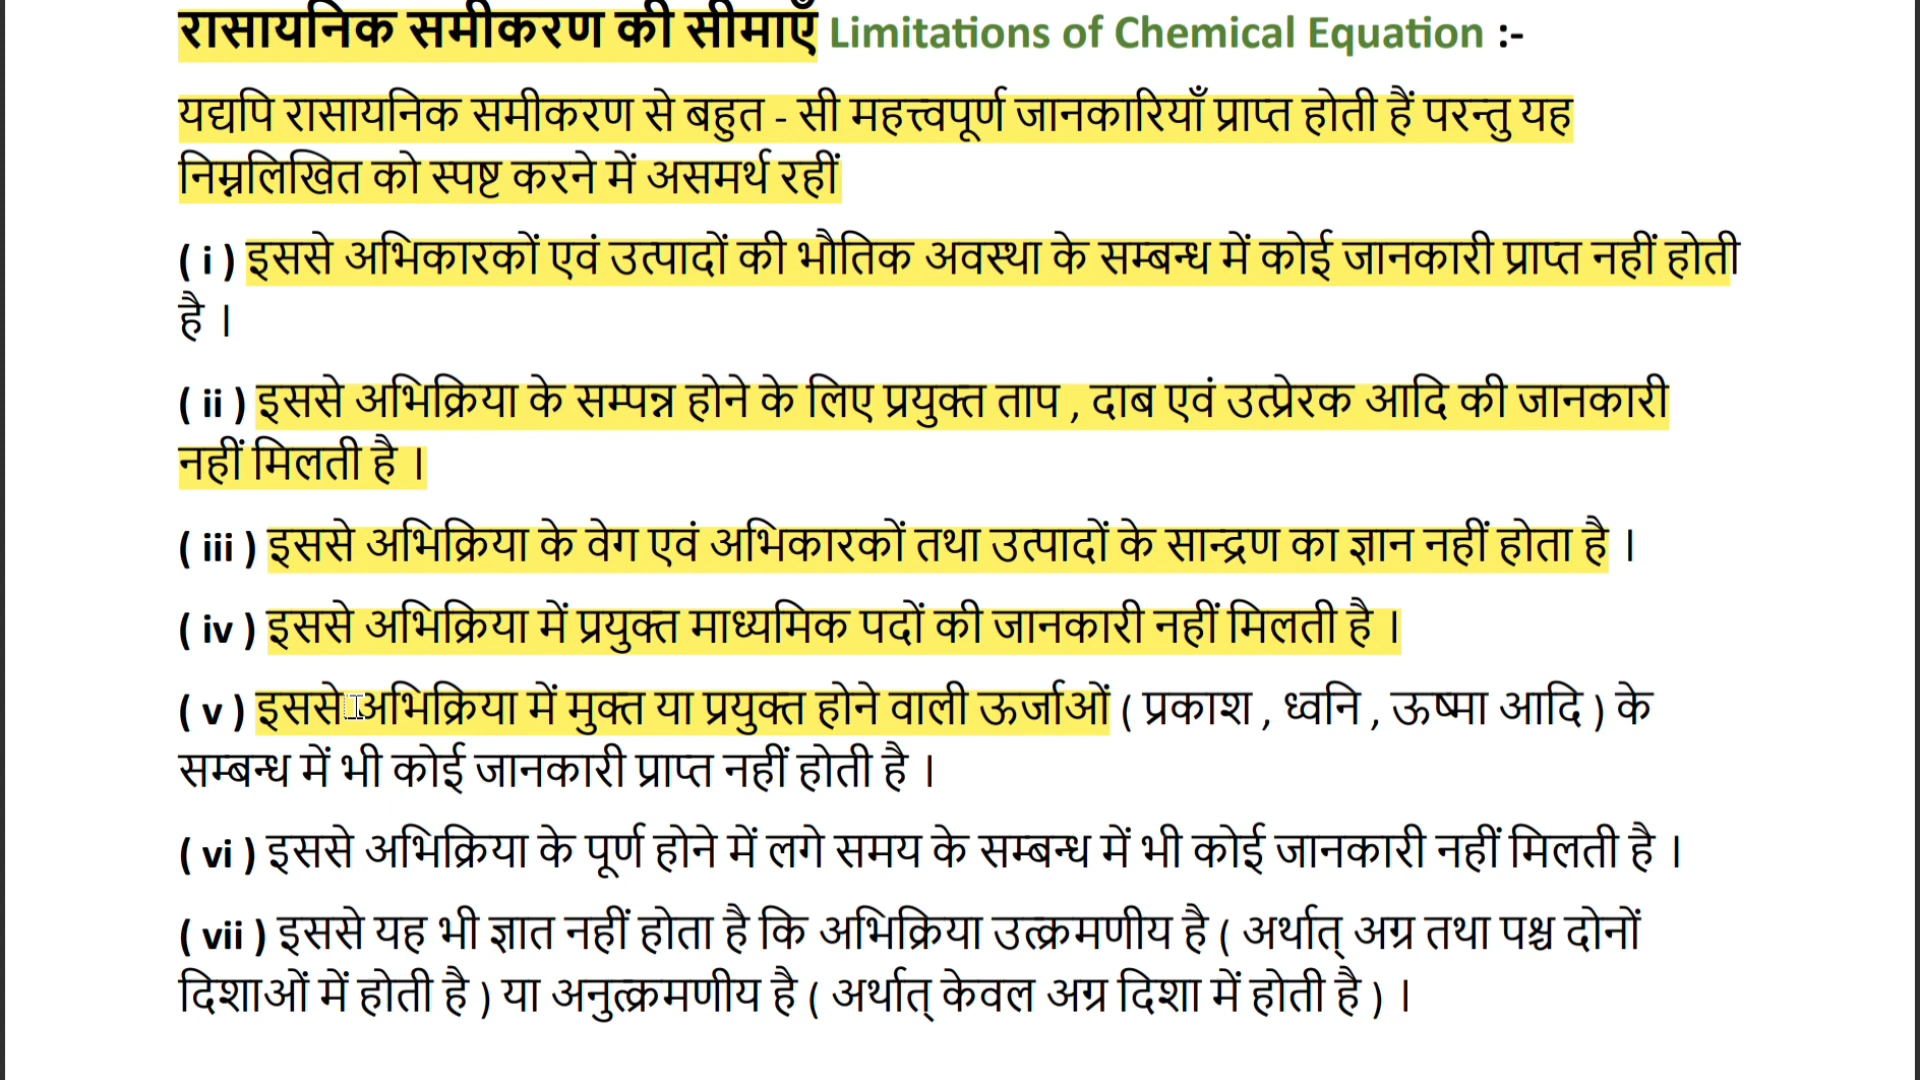 रासायनिक समीकरण की सीमाएँ Limitations of Chemical Equation :-
यद्यपि रासायनिक समीकरण से बहुत - सी महत्त्वपूर्ण जानकारियाँ प्राप्त होती हैं परन्तु यह
निम्नलिखित को स्पष्ट करने में असमर्थ रहीं
( i ) इससे अभिकारकों एवं उत्पादों की भौतिक अवस्था के सम्बन्ध में कोई जानकारी प्राप्त नहीं होती
है ।
( ii ) इससे अभिक्रिया के सम्पन्न होने के लिए प्रयुक्त ताप , दाब एवं उत्प्रेरक आदि की जानकारी
नहीं मिलती है ।
( iii ) इससे अभिक्रिया के वेग एवं अभिकारकों तथा उत्पादों के सान्द्रण का ज्ञान नहीं होता है ।
( iv ) इससे अभिक्रिया में प्रयुक्त माध्यमिक पदों की जानकारी नहीं मिलती है ।
( v ) इससे अभिक्रिया में मुक्त या प्रयुक्त होने वाली ऊर्जाओं ( प्रकाश , ध्वनि , ऊष्मा आदि ) के
सम्बन्ध में भी कोई जानकारी प्राप्त नहीं होती है ।
( vi ) इससे अभिक्रिया के पूर्ण होने में लगे समय के सम्बन्ध में भी कोई जानकारी नहीं मिलती है ।
( vii ) इससे यह भी ज्ञात नहीं होता है कि अभिक्रिया उत्क्रमणीय है ( अर्थात् अग्र तथा पश्च दोनों
दिशाओं में होती है ) या अनुत्क्रमणीय है ( अर्थात् केवल अग्र दिशा में होती है ) ।